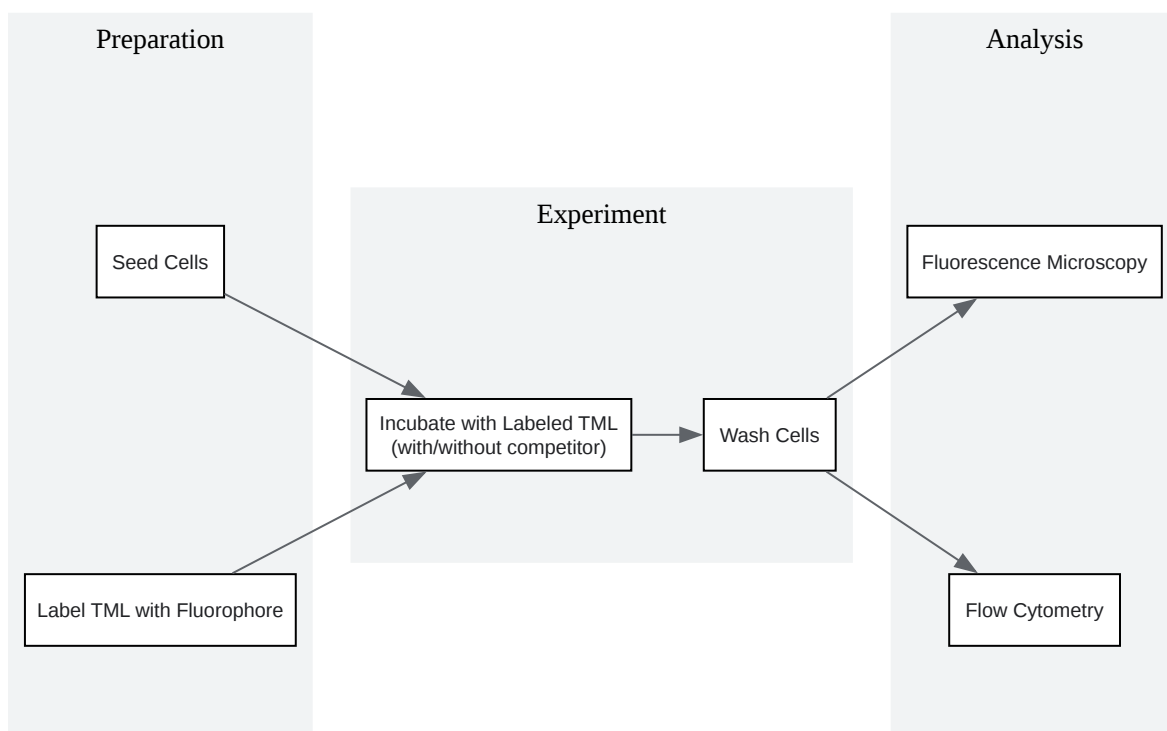 Preparation
Seed Cells
Label TML with Fluorophore
Experiment
Incubate with Labeled TML
(with/without competitor)
Wash Cells
Analysis
Fluorescence Microscopy
Flow Cytometry